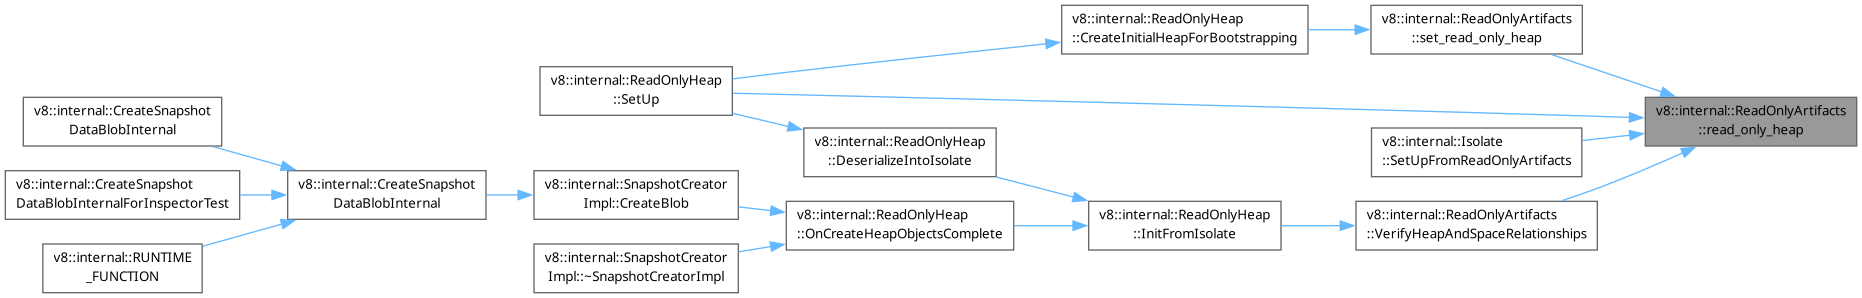 v8::internal::ReadOnlyHeap
::CreateInitialHeapForBootstrapping
v8::internal::ReadOnlyArtifacts
::set_read_only_heap
v8::internal::ReadOnlyHeap
::SetUp
v8::internal::CreateSnapshot
DataBlobInternal
v8::internal::ReadOnlyArtifacts
::read_only_heap
v8::internal::ReadOnlyHeap
::DeserializeIntoIsolate
v8::internal::Isolate
::SetUpFromReadOnlyArtifacts
v8::internal::CreateSnapshot
DataBlobInternalForInspectorTest
v8::internal::CreateSnapshot
DataBlobInternal
v8::internal::SnapshotCreator
Impl::CreateBlob
v8::internal::ReadOnlyHeap
::OnCreateHeapObjectsComplete
v8::internal::ReadOnlyHeap
::InitFromIsolate
v8::internal::ReadOnlyArtifacts
::VerifyHeapAndSpaceRelationships
v8::internal::RUNTIME
_FUNCTION
v8::internal::SnapshotCreator
Impl::~SnapshotCreatorImpl